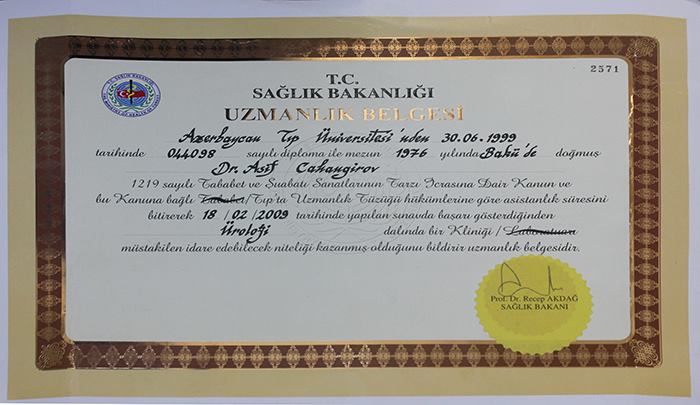 2571
T.C. SAĞLIK BAKANLIĞI
T.C.
SAĞLIK BAKANLIĞI
UZMANLIK BELGESİ
Azerbaycan Tıp Üniversitesi'nden 30.06.1999
tarihinde 044098 sayılı diploma ile mezun 1976 yılında Bakü'de doğmuş
Dr. Asif Cahangirov
1219 sayılı Tababet ve Şuabatı Sanatlarının Tarzı İcrasına Dair Kanun ve
bu Kanuna bağlı Tababet/Tıp'ta Uzmanlık Tüzüğü hükümlerine göre asistanlık süresini
bitirerek 18 / 02 / 2009 tarihinde yapılan sınavda başarı gösterdiğinden
Üroloji dalında bir Kliniği / Laboratuarı
müstakilen idare edebilecek niteliği kazanmış olduğunu bildirir uzmanlık belgesidir.
Prof. Dr. Recep AKDAĞ
SAĞLIK BAKANI